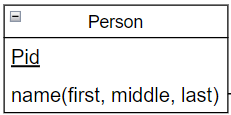 Person
Pid
name(first, middle, last)